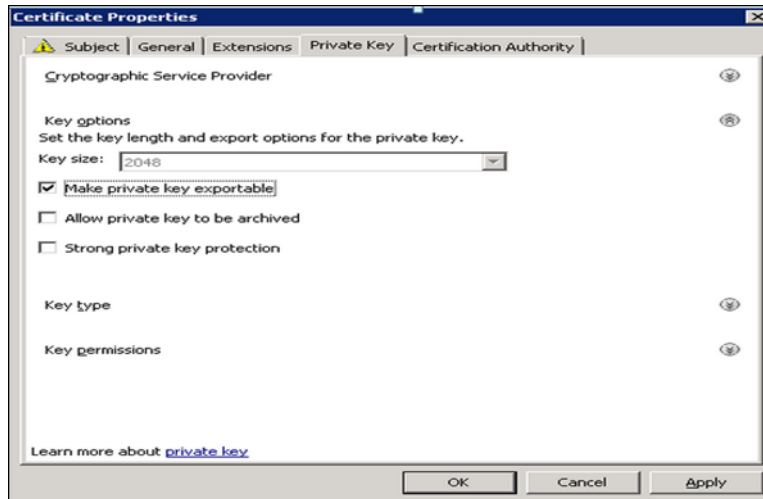 Certificate Properties
Subject General Extensions Private Key Certification Authority
Cryptographic Service Provider
Key options
Set the key length and export options for the private key.
Key size: 2048
Make private key exportable
Allow private key to be archived
Strong private key protection
Key type
Key permissions
Learn more about private key
OK Cancel Apply